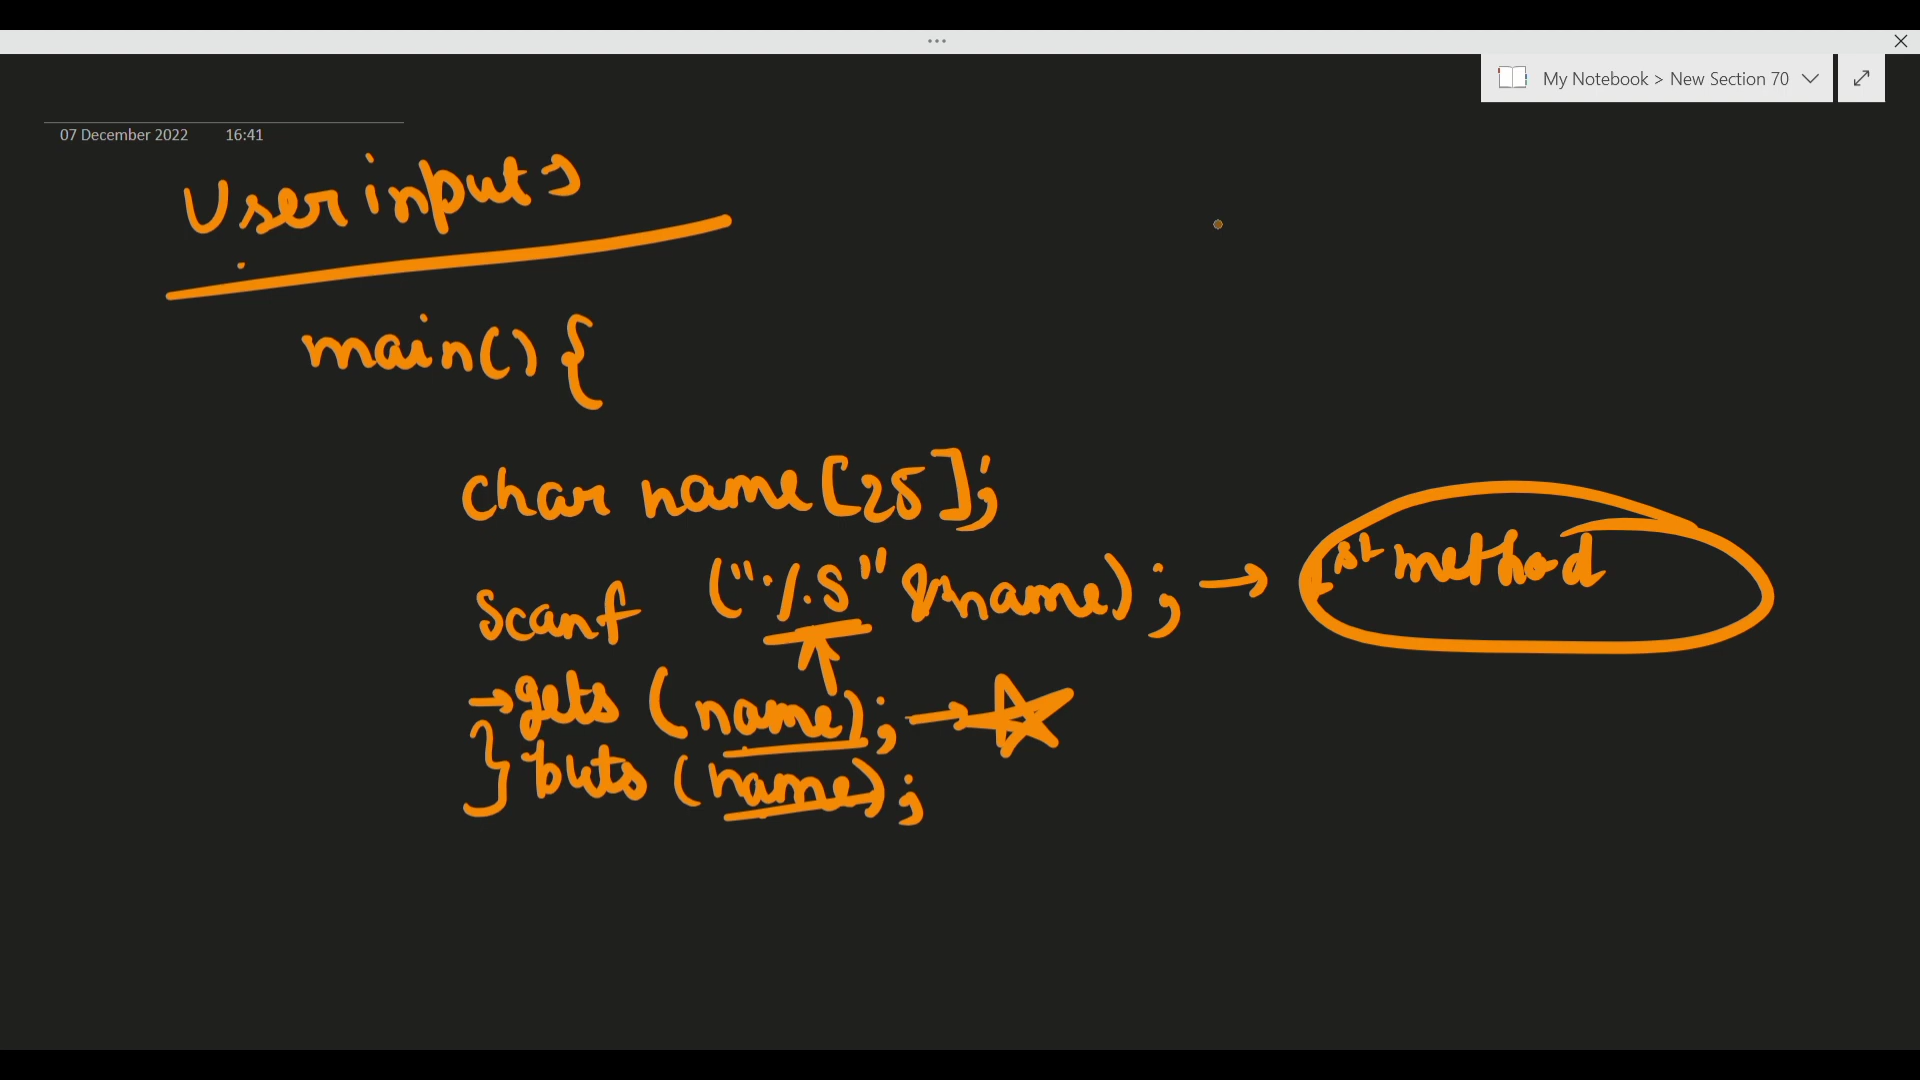 My Notebook > New Section 70
07 December 2022 16:41
User inputs
main() {
char name [25];
scanf ("%s" &name); → 1st method
→ gets (name); →
} puts (name);